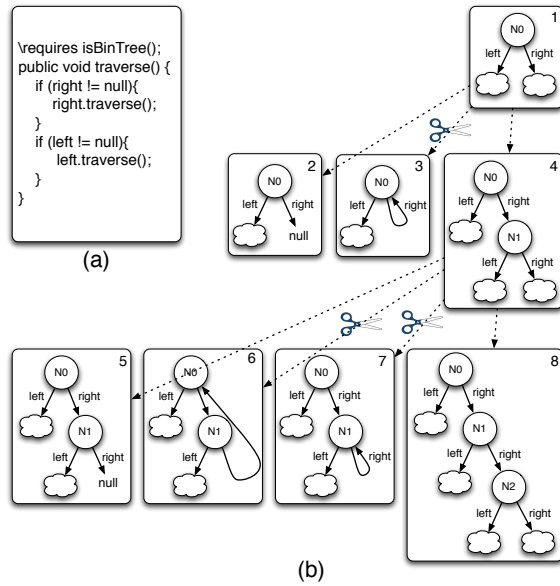 \requires isBinTree();
public void traverse() {
if (right != null){
right.traverse();
}
if (left != null){
left.traverse();
}
}
(a)
1
N0
left
right
2
N0
left
right
null
3
N0
left
right
4
N0
left
right
N1
left
right
5
N0
left
right
N1
left
right
null
6
N0
left
right
N1
left
right
7
N0
left
right
N1
left
right
8
N0
left
right
N1
left
right
N2
left
right
(b)